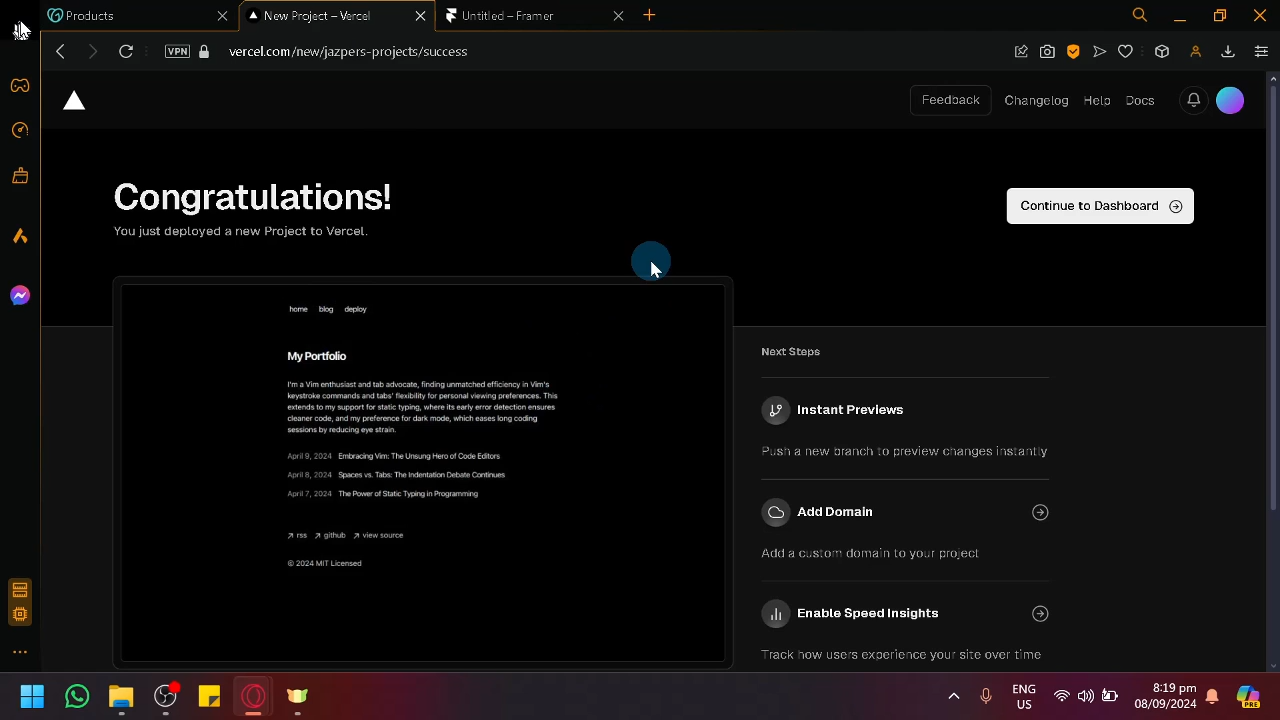 Products
New Project – Vercel
Untitled – Framer
VPN
vercel.com/new/jazpers-projects/success
Feedback
Changelog
Help
Docs
Congratulations!
You just deployed a new Project to Vercel.
Continue to Dashboard
home blog deploy
My Portfolio
I'm a Vim enthusiast and tab advocate, finding unmatched efficiency in Vim's
keystroke commands and tabs' flexibility for personal viewing preferences. This
extends to my support for static typing, where its early error detection ensures
cleaner code, and my preference for dark mode, which eases long coding
sessions by reducing eye strain.
April 9, 2024 Embracing Vim: The Unsung Hero of Code Editors
April 8, 2024 Spaces vs. Tabs: The Indentation Debate Continues
April 7, 2024 The Power of Static Typing in Programming
rss github view source
© 2024 MIT Licensed
Next Steps
Instant Previews
Push a new branch to preview changes instantly
Add Domain
Add a custom domain to your project
Enable Speed Insights
Track how users experience your site over time
ENG
US
8:19 pm
08/09/2024
PRE